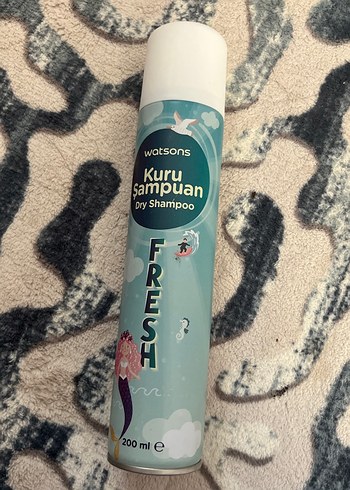 watsons
Kuru
Şampuan
Dry Shampoo
FRESH
200 ml ℮